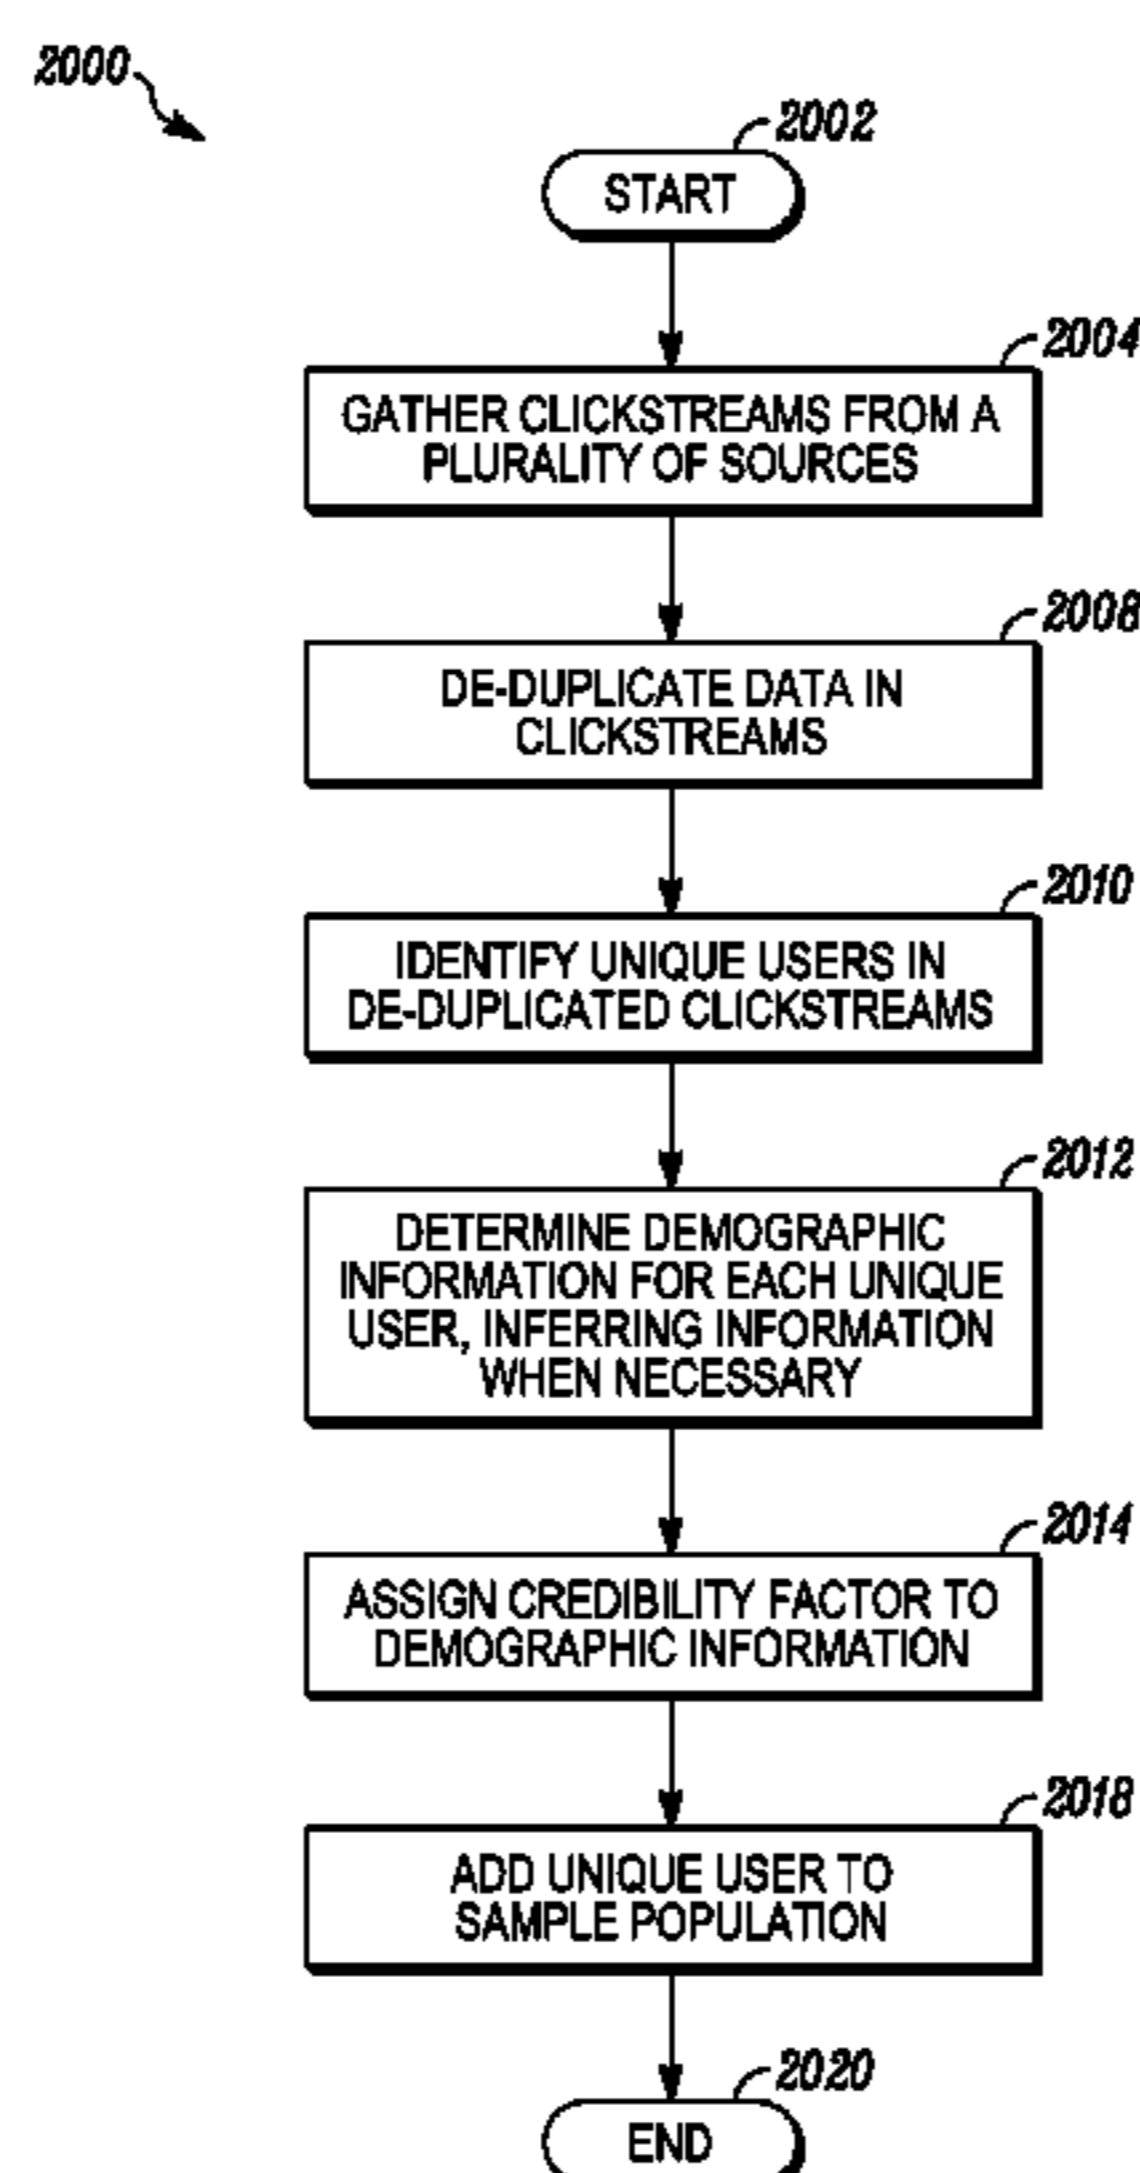 2000
2002
START
2004
GATHER CLICKSTREAMS FROM A
PLURALITY OF SOURCES
2008
DE-DUPLICATE DATA IN
CLICKSTREAMS
2010
IDENTIFY UNIQUE USERS IN
DE-DUPLICATED CLICKSTREAMS
2012
DETERMINE DEMOGRAPHIC
INFORMATION FOR EACH UNIQUE
USER, INFERRING INFORMATION
WHEN NECESSARY
2014
ASSIGN CREDIBILITY FACTOR TO
DEMOGRAPHIC INFORMATION
2018
ADD UNIQUE USER TO
SAMPLE POPULATION
2020
END